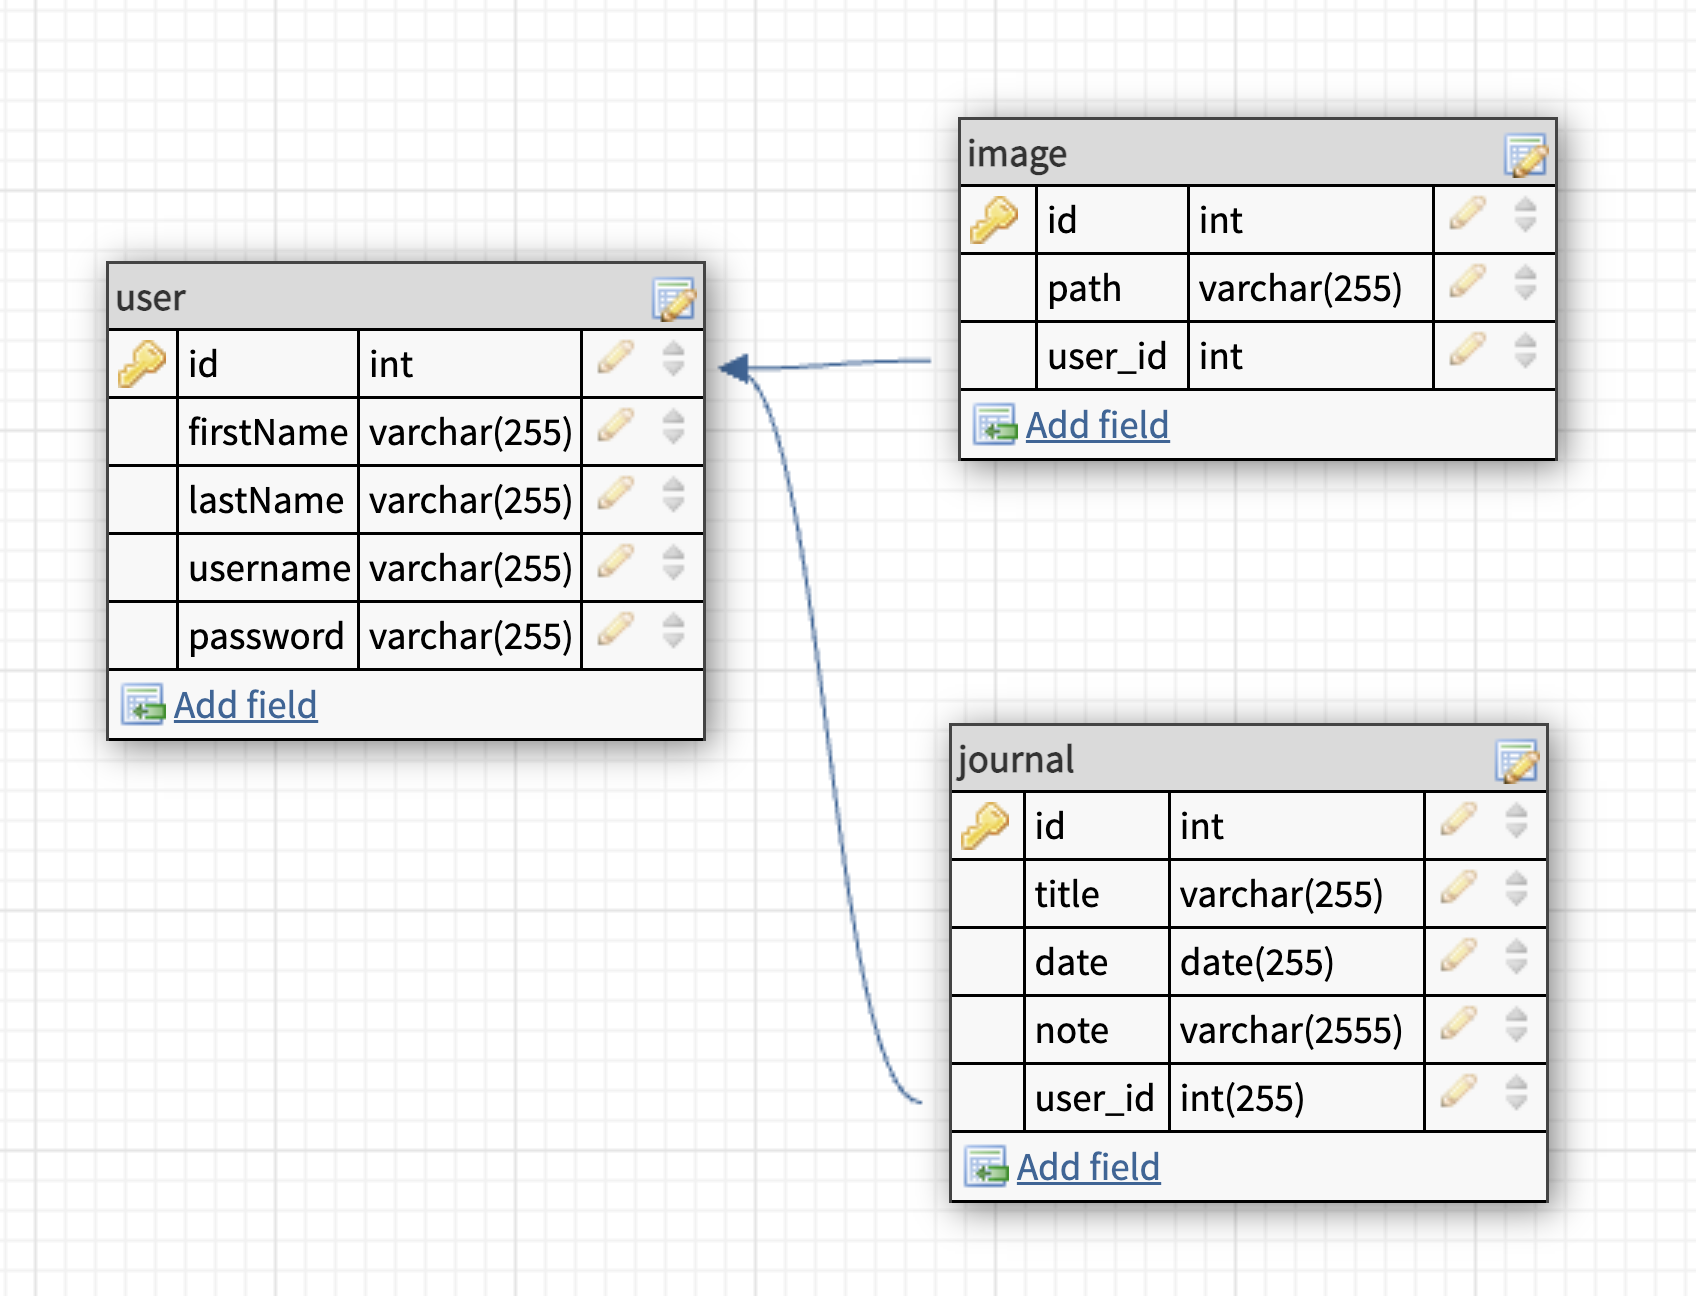 user
id int
firstName varchar(255)
lastName varchar(255)
username varchar(255)
password varchar(255)
Add field
image
id int
path varchar(255)
user_id int
Add field
journal
id int
title varchar(255)
date date(255)
note varchar(2555)
user_id int(255)
Add field